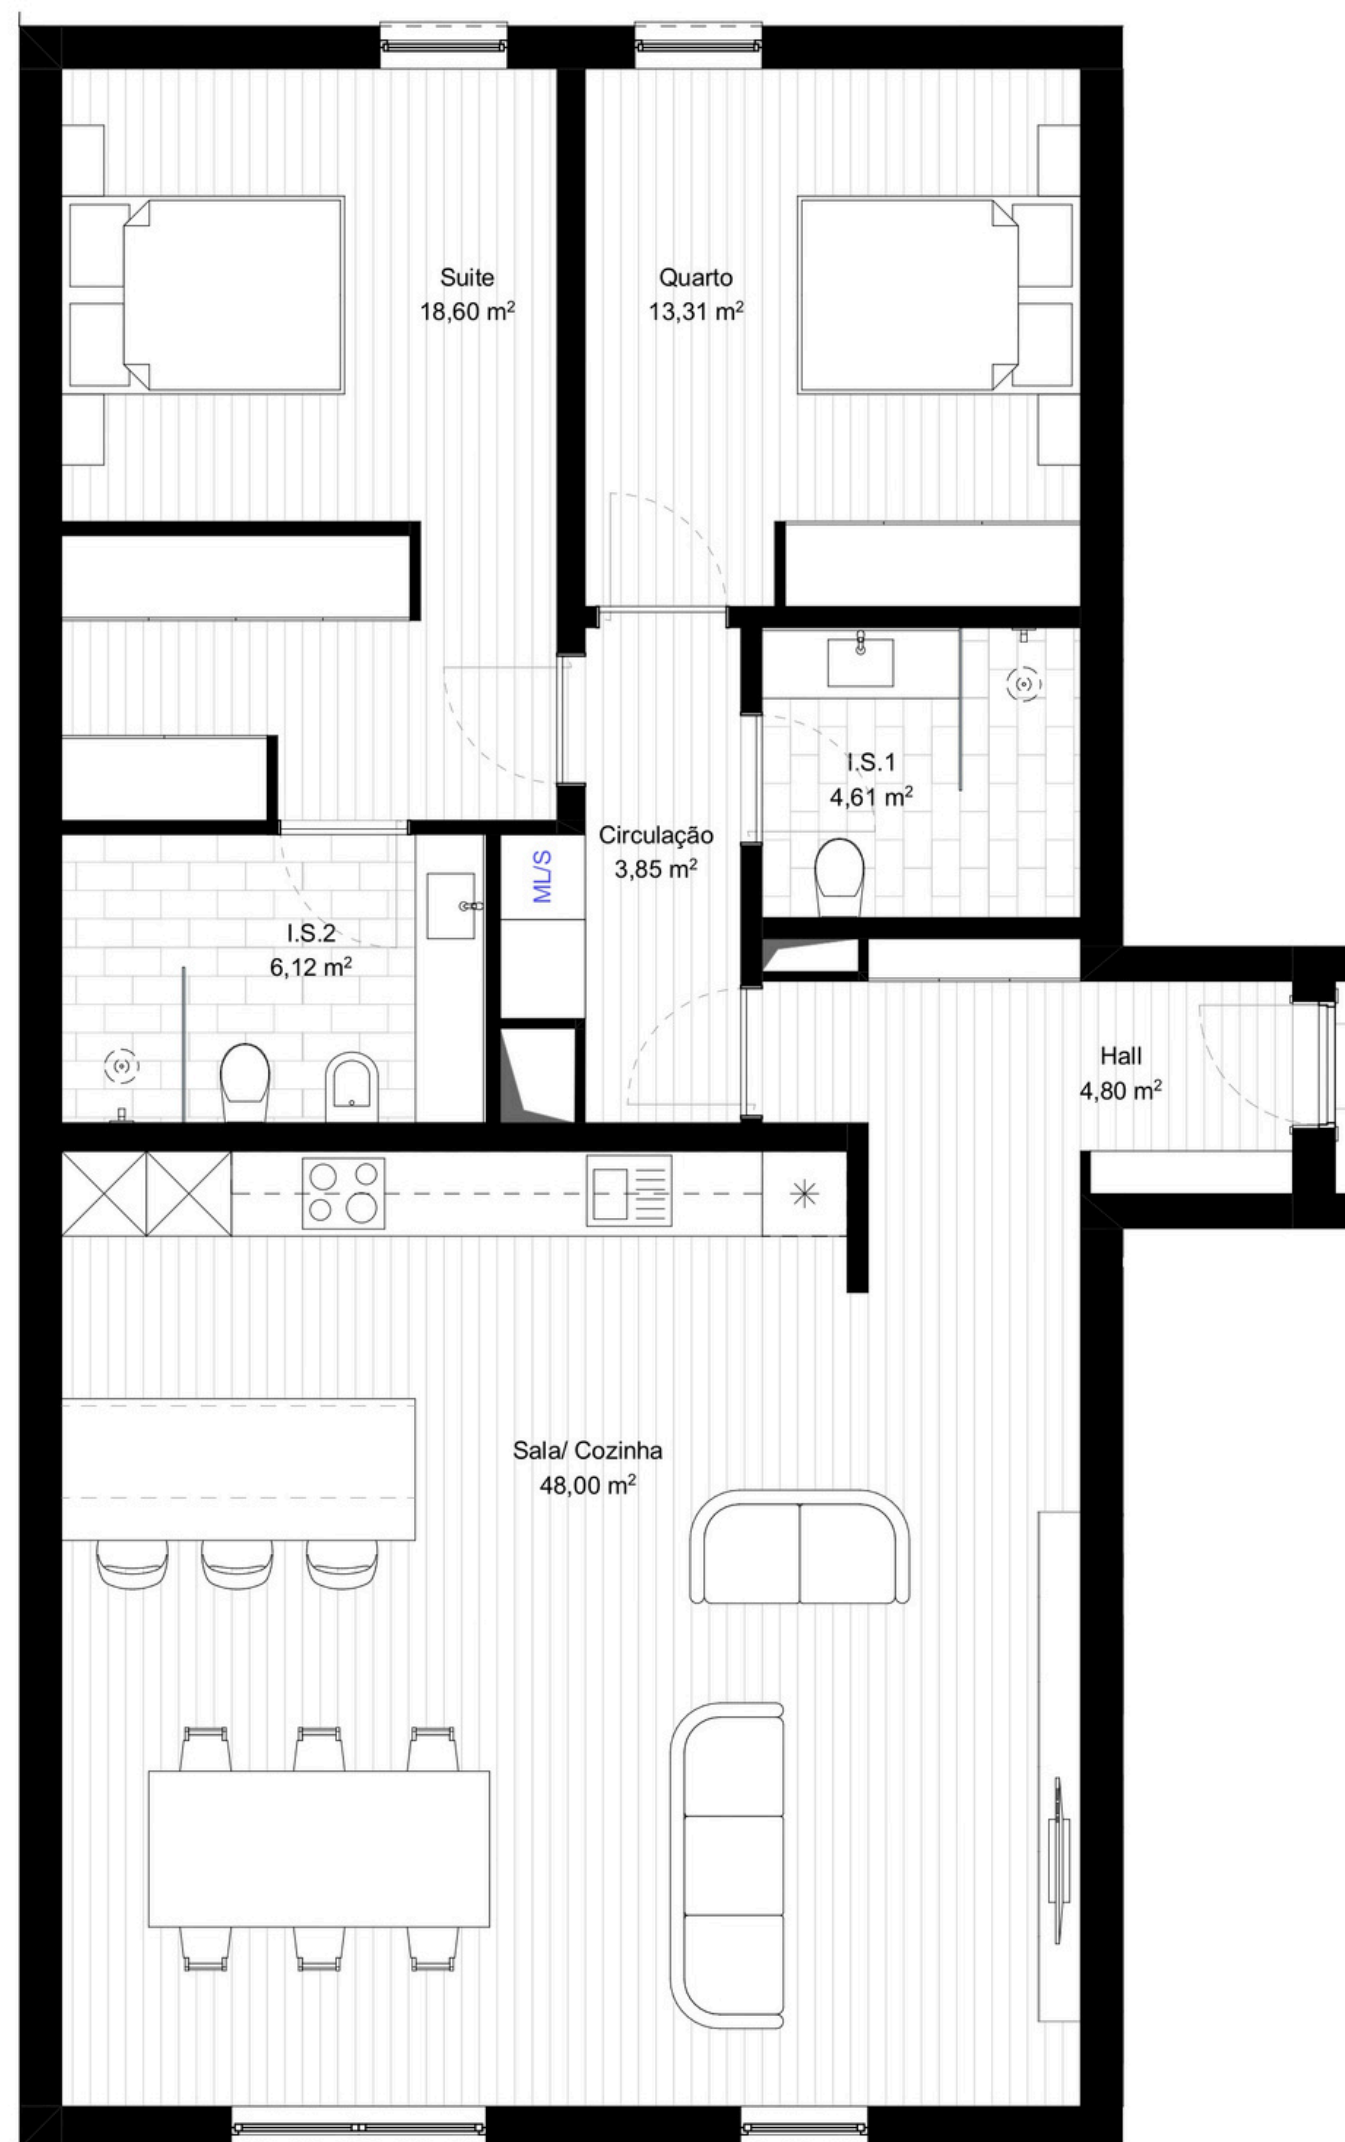 Suite
18,60 m²
Quarto
13,31 m²
I.S.1
4,61 m²
Circulação
3,85 m²
ML/S
I.S.2
6,12 m²
Hall
4,80 m²
Sala/ Cozinha
48,00 m²